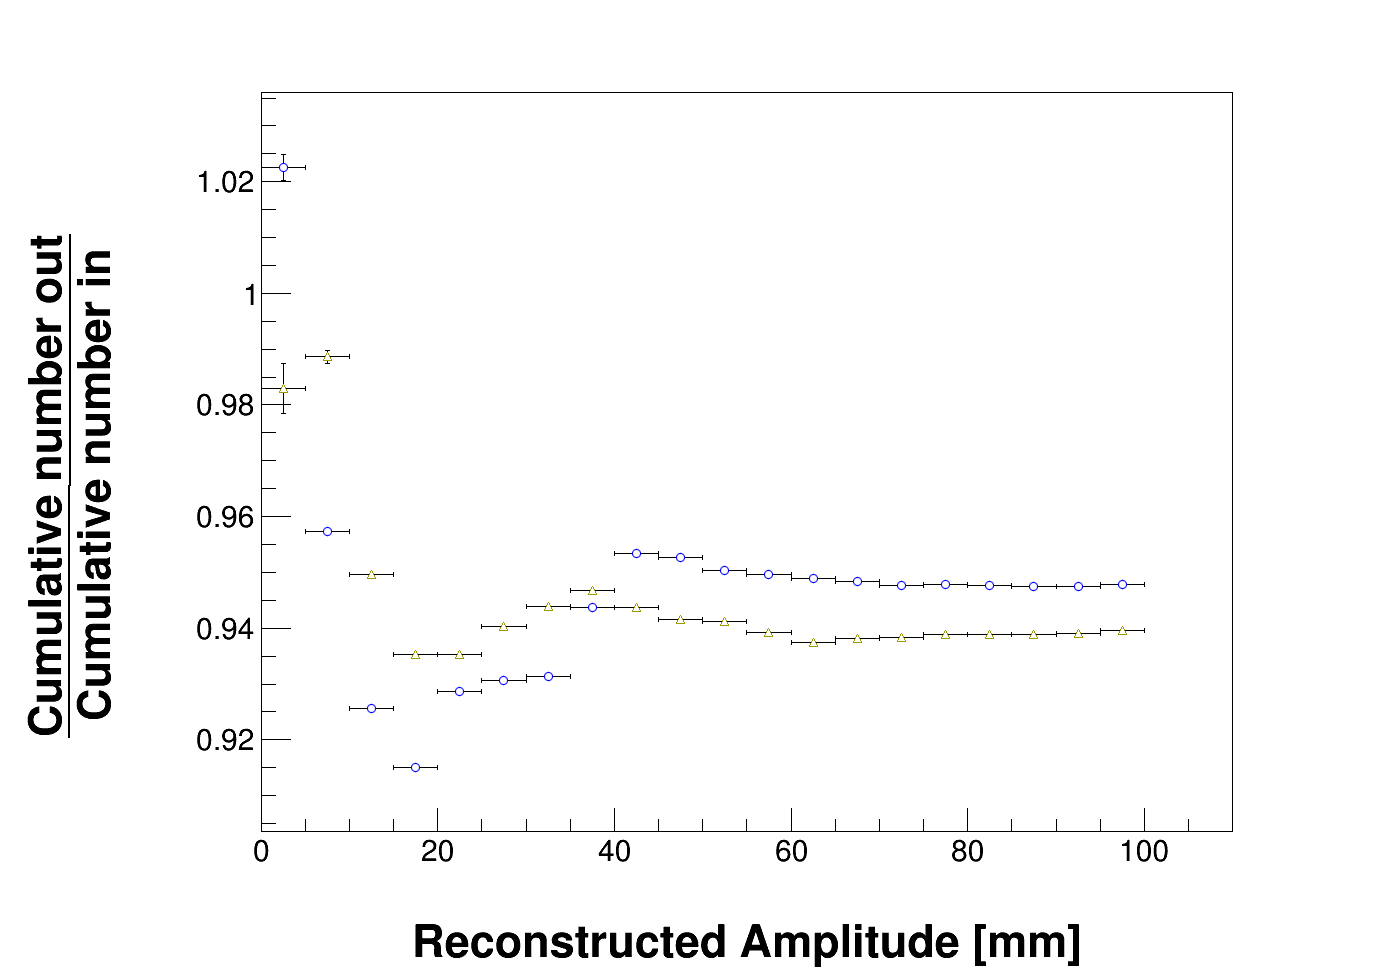 Cumulative number out
Cumulative number in
1.02
1
0.98
0.96
0.94
0.92
0 20 40 60 80 100
Reconstructed Amplitude [mm]